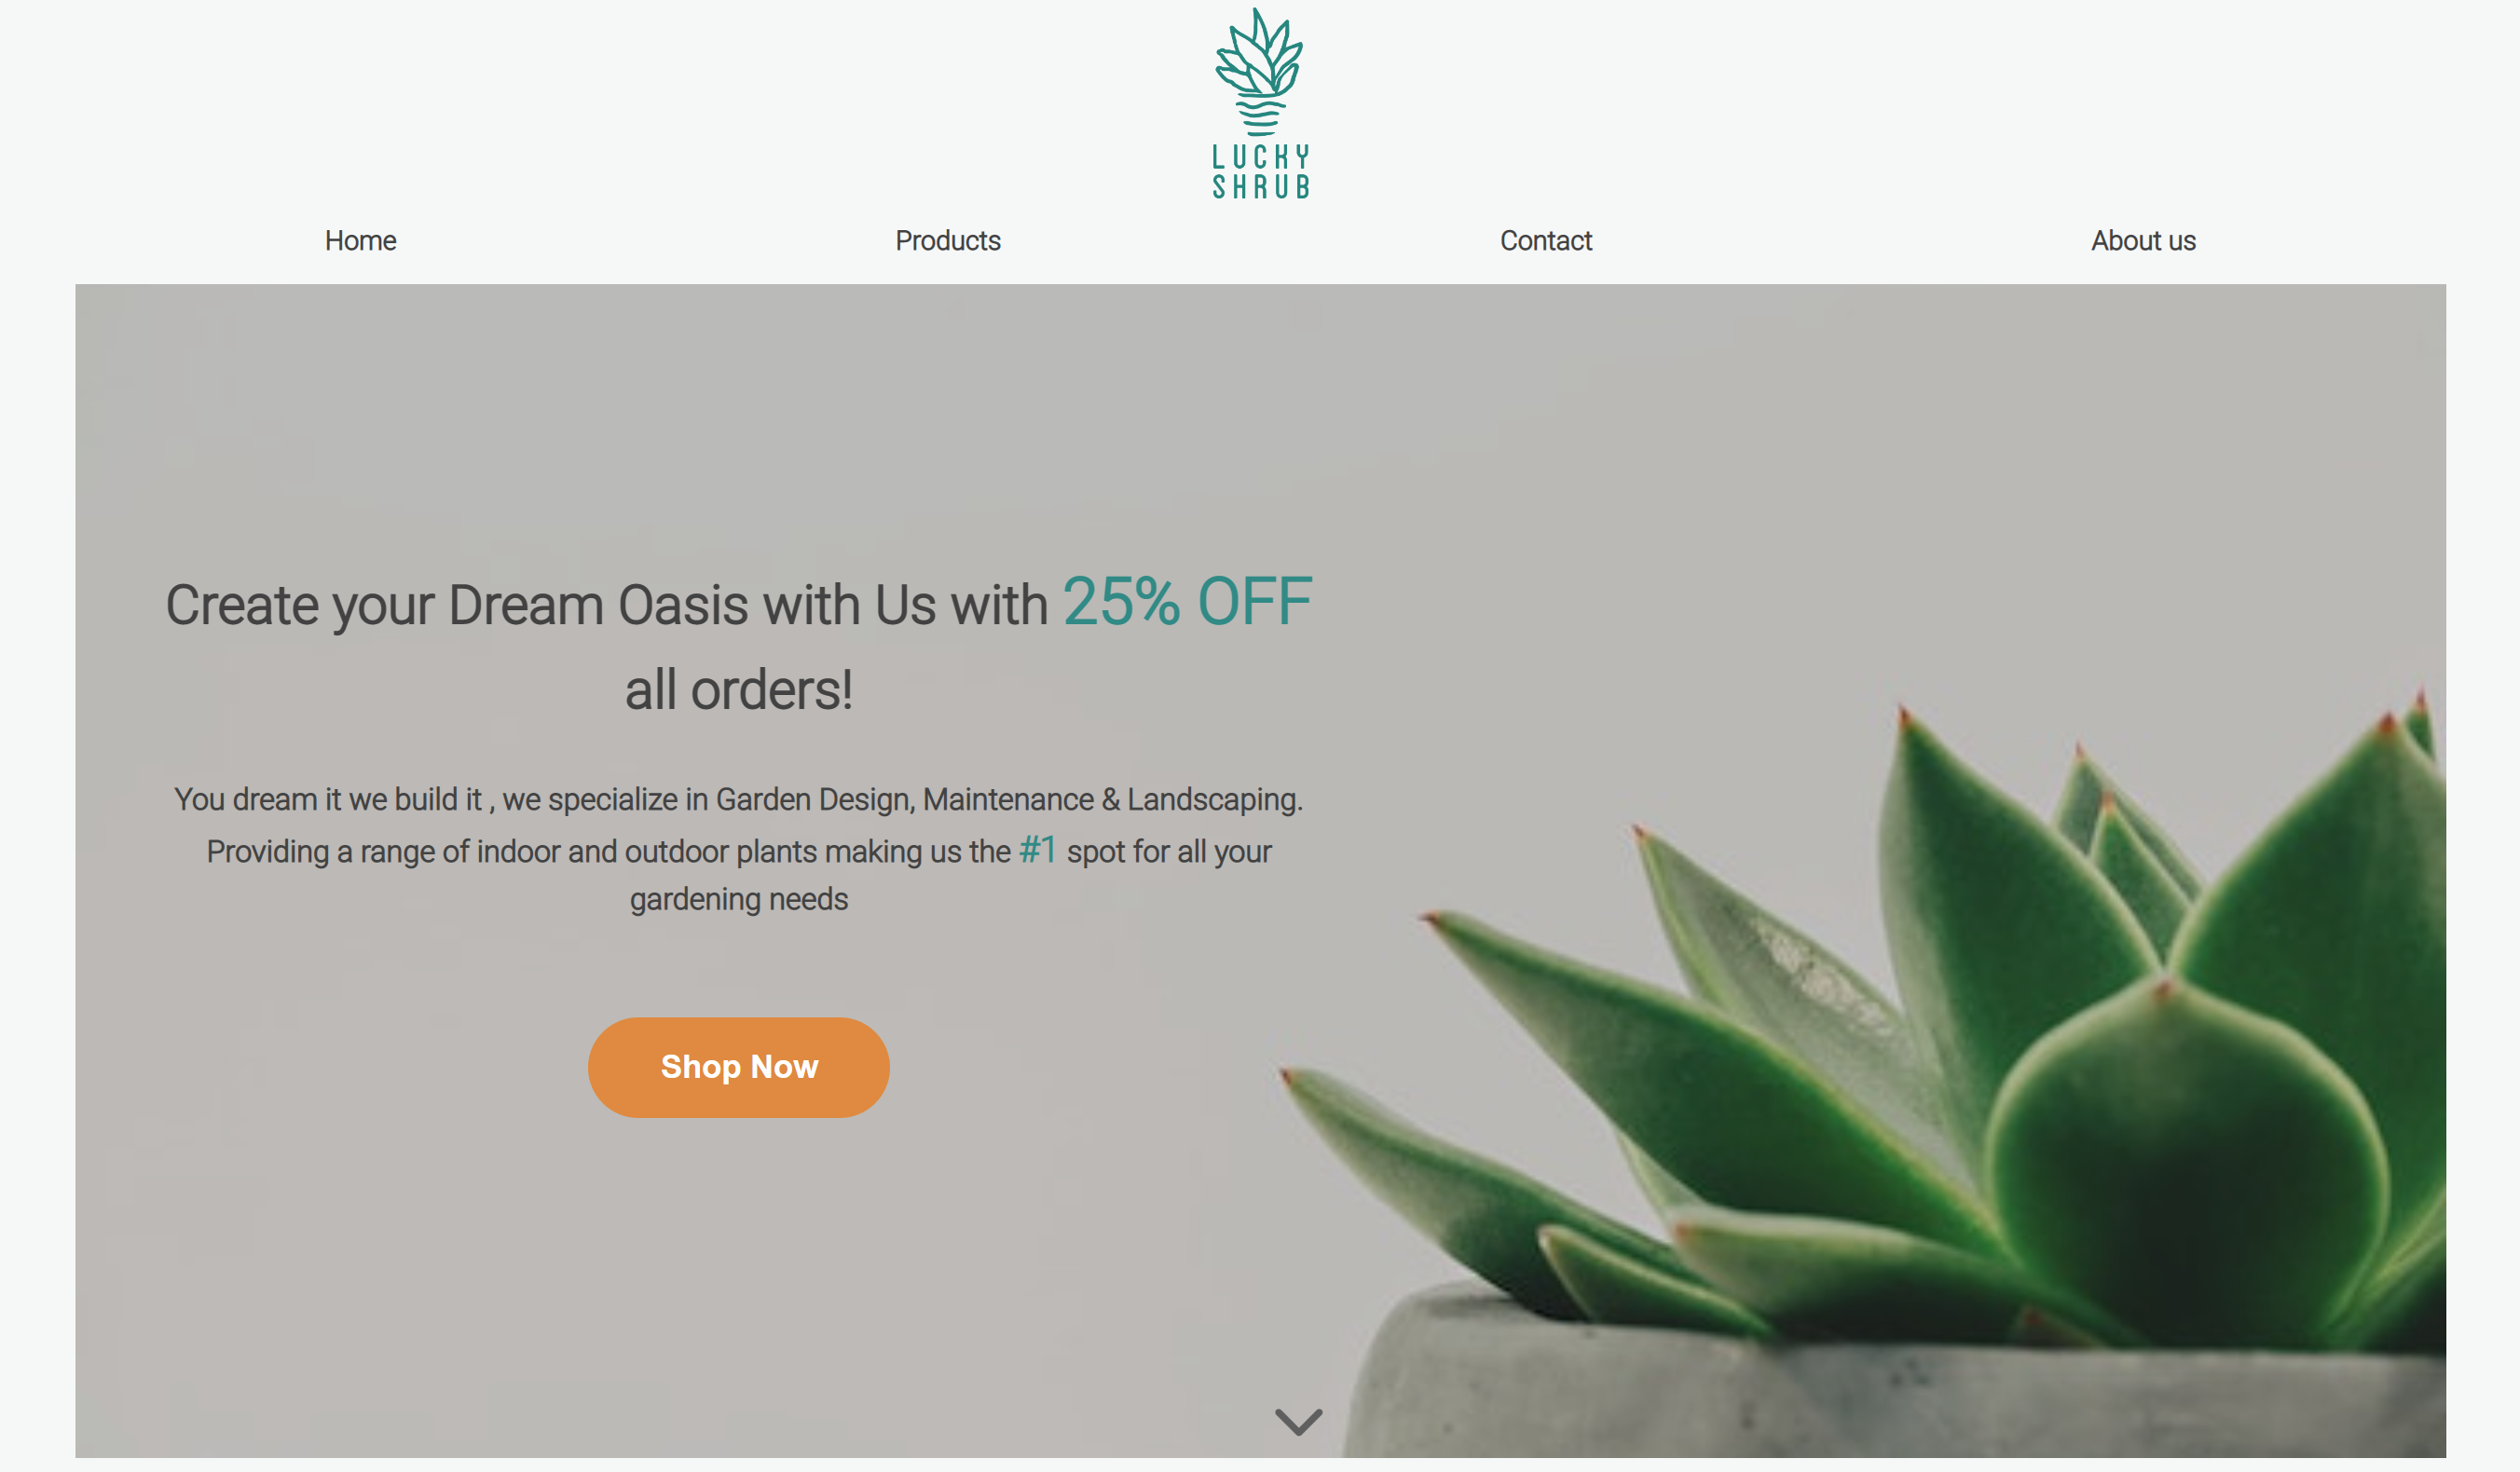 LUCKY
SHRUB
Home Products Contact About us
Create your Dream Oasis with Us with 25% OFF
all orders!
You dream it we build it , we specialize in Garden Design, Maintenance & Landscaping.
Providing a range of indoor and outdoor plants making us the #1 spot for all your
gardening needs
Shop Now